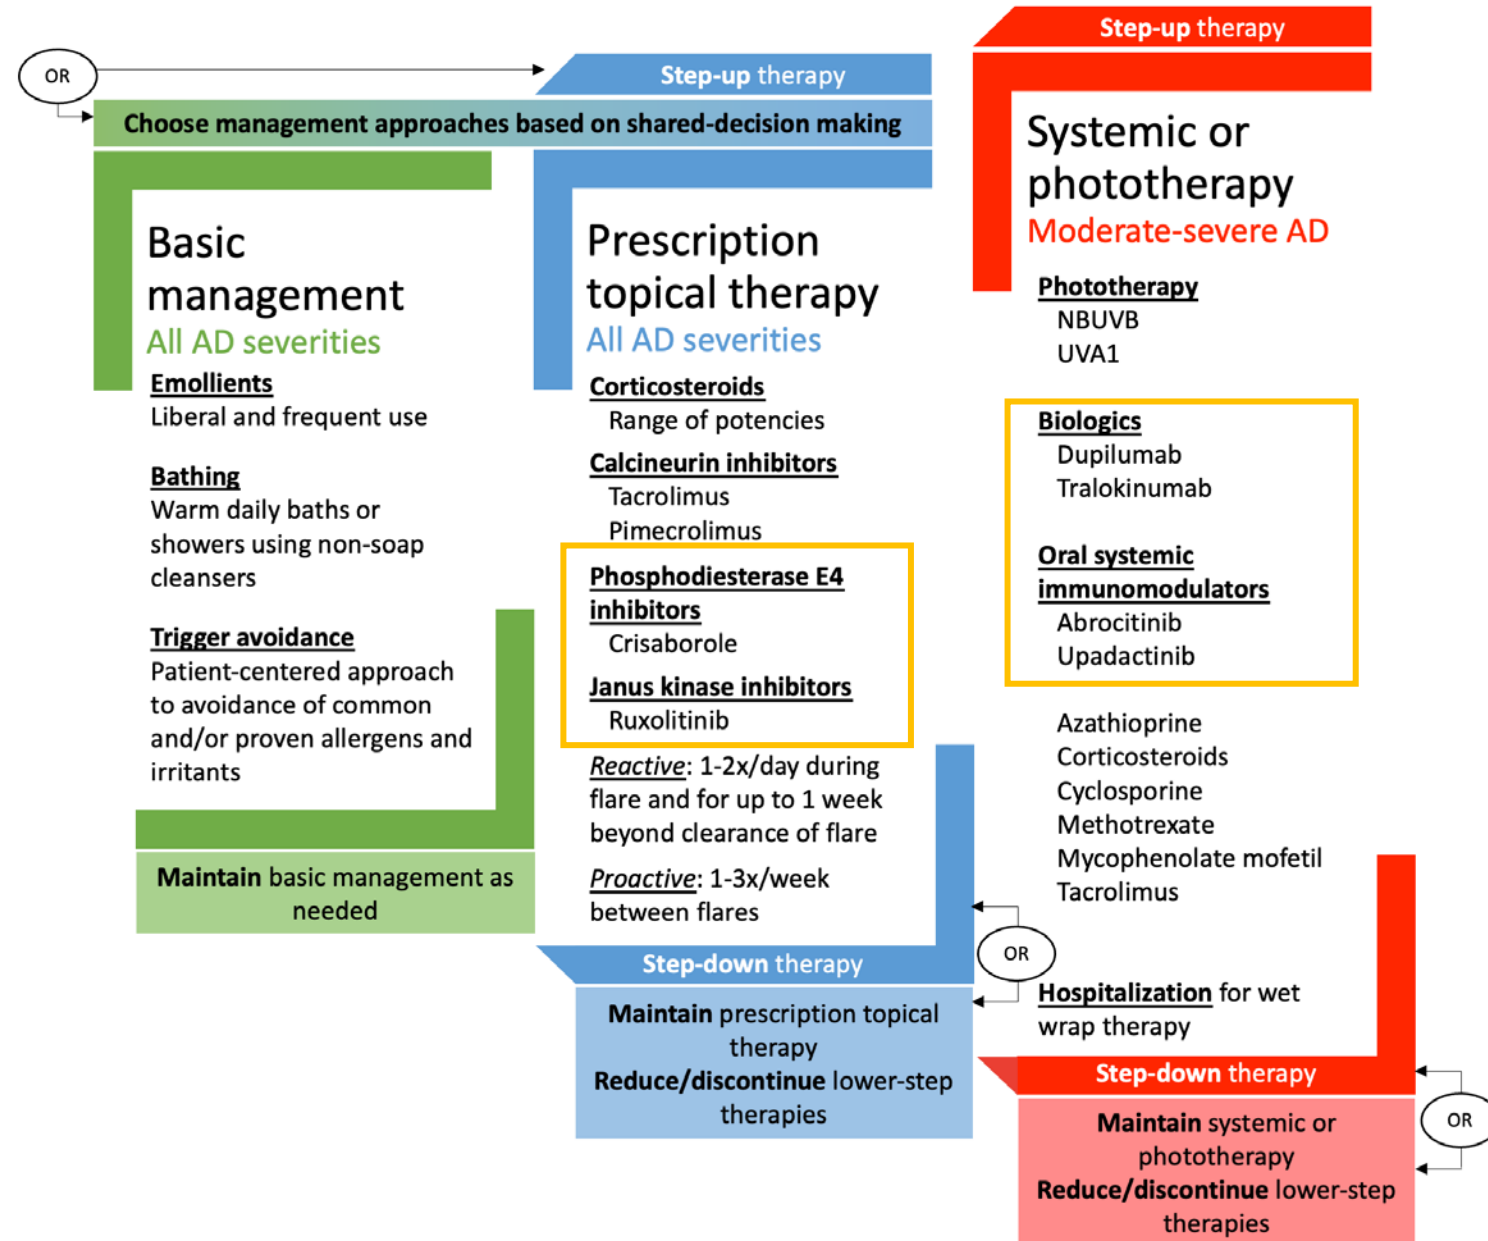 OR
Step-up therapy
Choose management approaches based on shared-decision making
Basic
management
All AD severities
Emollients
Liberal and frequent use
Bathing
Warm daily baths or
showers using non-soap
cleansers
Trigger avoidance
Patient-centered approach
to avoidance of common
and/or proven allergens and
irritants
Maintain basic management as
needed
Prescription
topical therapy
All AD severities
Corticosteroids
Range of potencies
Calcineurin inhibitors
Tacrolimus
Pimecrolimus
Phosphodiesterase E4
inhibitors
Crisaborole
Janus kinase inhibitors
Ruxolitinib
Reactive: 1-2x/day during
flare and for up to 1 week
beyond clearance of flare
Proactive: 1-3x/week
between flares
Step-down therapy
Maintain prescription topical
therapy
Reduce/discontinue lower-step
therapies
OR
Step-up therapy
Systemic or
phototherapy
Moderate-severe AD
Phototherapy
NBUVB
UVA1
Biologics
Dupilumab
Tralokinumab
Oral systemic
immunomodulators
Abrocitinib
Upadactinib
Azathioprine
Corticosteroids
Cyclosporine
Methotrexate
Mycophenolate mofetil
Tacrolimus
Hospitalization for wet
wrap therapy
Step-down therapy
Maintain systemic or
phototherapy
Reduce/discontinue lower-step
therapies
OR